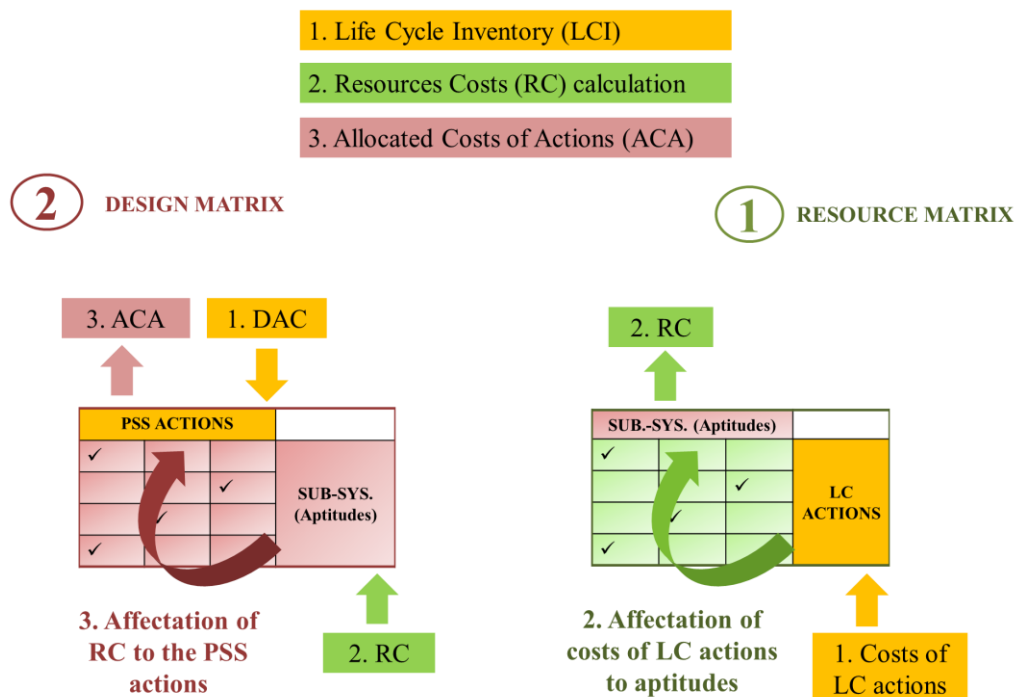 1. Life Cycle Inventory (LCI)
2. Resources Costs (RC) calculation
3. Allocated Costs of Actions (ACA)
2 DESIGN MATRIX
1 RESOURCE MATRIX
3. ACA
1. DAC
PSS ACTIONS
✓
✓
✓
✓
SUB-SYS.
(Aptitudes)
3. Affectation of
RC to the PSS
actions
2. RC
2. RC
SUB.-SYS. (Aptitudes)
✓
✓
✓
✓
LC
ACTIONS
2. Affectation of
costs of LC actions
to aptitudes
1. Costs of
LC actions